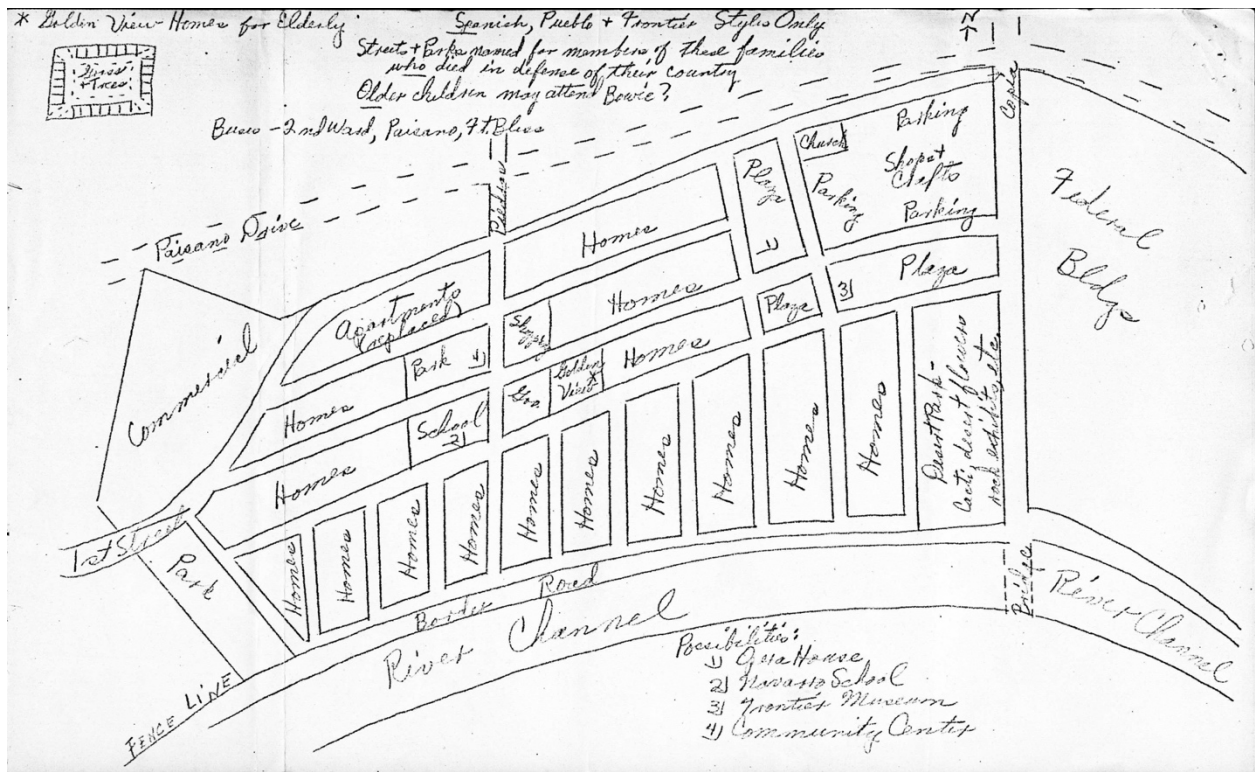 * Golden View Homes for Elderly
Grass
+ Trees
Spanish, Pueblo + Frontier Styles Only
Streets + Parks named for members of these families
who died in defense of their country
Older children may attend Bowie?
Buses - 2nd Ward, Paisano, Ft. Bliss
N
Copia
Piedras
Paisano Drive
Church
Parking
Shops +
Crafts
Parking
Parking
Plaza
1)
Federal
Bldgs
Homes
Plaza
3)
Apartments
(replaced)
Shops
Homes
Plaza
Commercial
Park 4)
Homes
Golden
View *
Homes
School
2)
Homes
Homes
Homes
Homes
Homes
Homes
Homes
Homes
Homes
Homes
Homes
Homes
Desert Park -
Cacti, desert flowers
rock exhibits, etc.
1st Street
Park
Border Road
River Channel
Bridge
River Channel
FENCE LINE
Possibilities:
1) House
2) Navarro School
3) Frontier Museum
4) Community Center